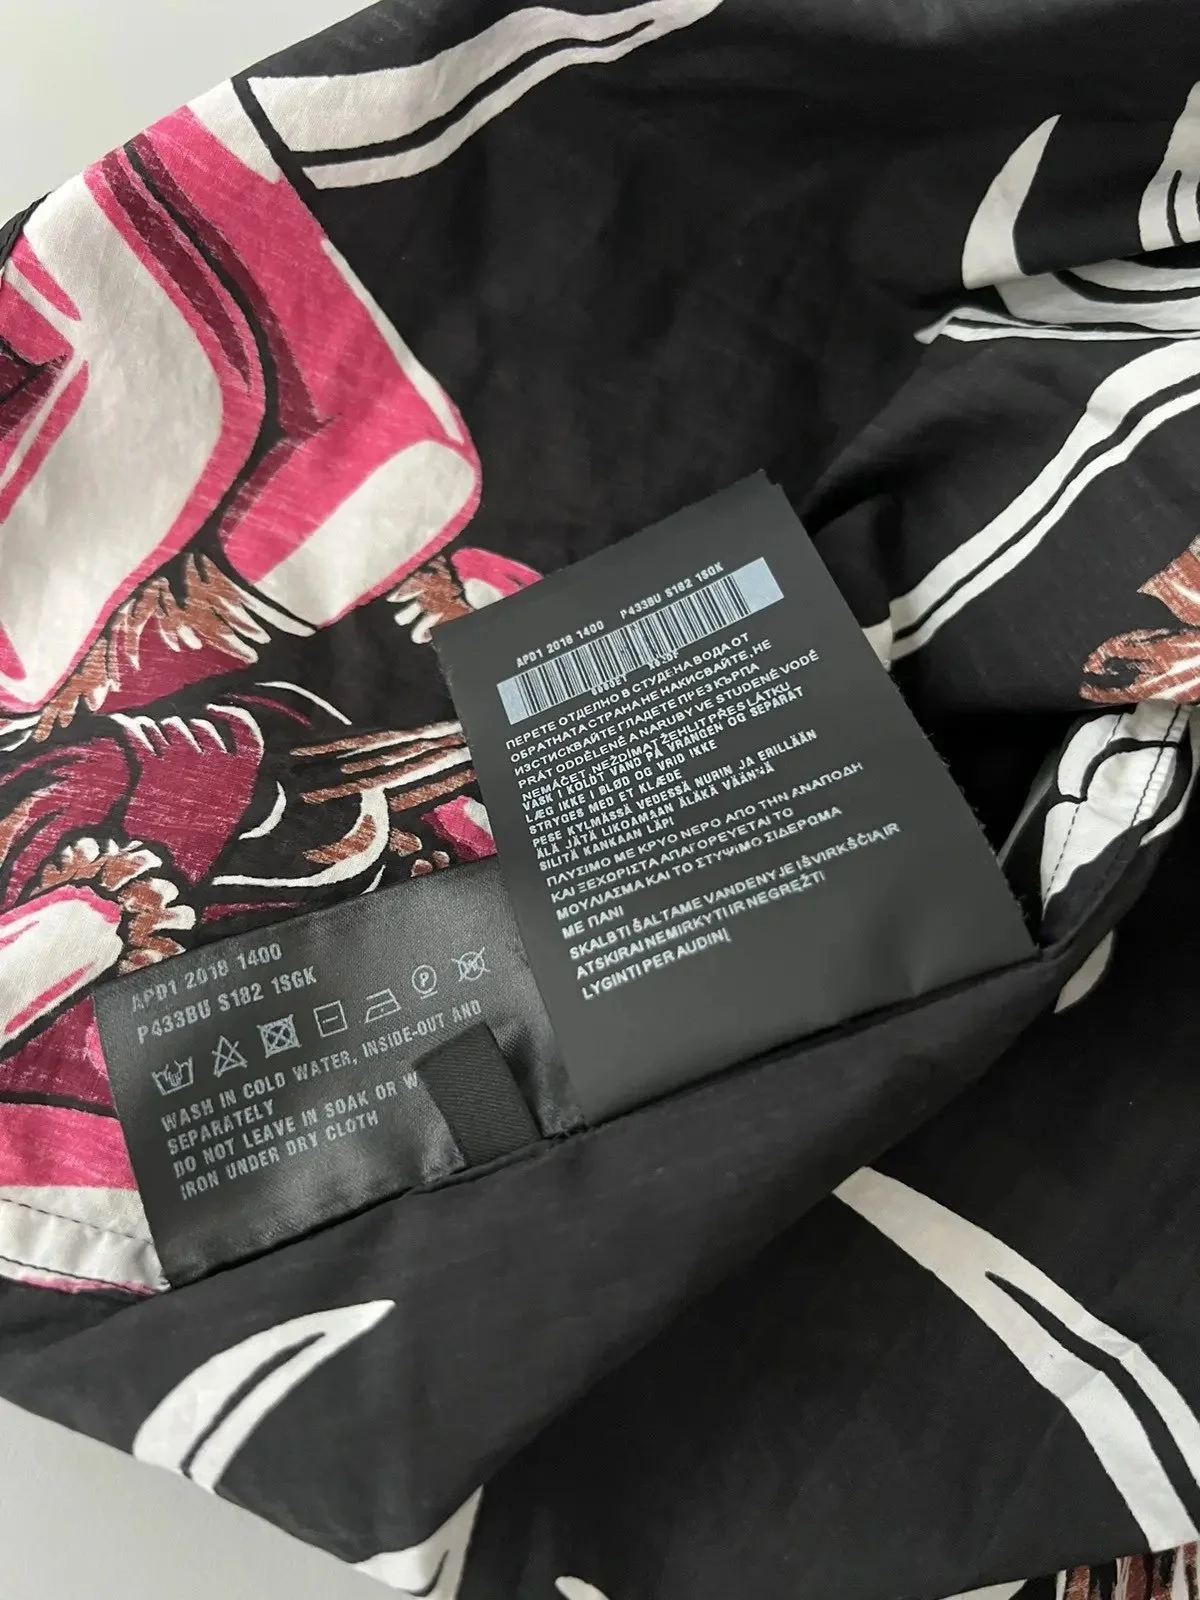 APD1 2018 1400 P433BU S182 1SGK
ПЕРЕТЕ ОТДЕЛНО В СТУДЕНА ВОДА ОТ
ОБРАТНАТА СТРАНА НЕ НАКИСВАЙТЕ, НЕ
ИЗСТИСКВАЙТЕ ГЛАДЕТЕ ПРЕЗ КЪРПА
PRÁT ODDĚLENĚ A NARUBY VE STUDENÉ VODĚ
NEMÁČET NEŽDÍMAT ŽEHLIT PŘES LÁTKU
VASK I KOLDT VAND PÅ VRANGEN OG SEPARAT
LÆG IKKE I BLØD OG VRID IKKE
STRYGES MED ET KLÆDE
PESE KYLMÄSSÄ VEDESSÄ NURIN JA ERILLÄÄN
ÄLÄ JÄTÄ LIKOAMAAN ÄLÄKÄ VÄÄNNÄ
SILITÄ KANKAAN LÄPI
ΠΛΥΣΙΜΟ ΜΕ ΚΡΥΟ ΝΕΡΟ ΑΠΟ ΤΗΝ ΑΝΑΠΟΔΗ
ΚΑΙ ΞΕΧΩΡΙΣΤΑ ΑΠΑΓΟΡΕΥΕΤΑΙ ΤΟ
ΜΟΥΛΙΑΣΜΑ ΚΑΙ ΤΟ ΣΤΥΨΙΜΟ ΣΙΔΕΡΩΜΑ
ΜΕ ΠΑΝΙ
SKALBTI ŠALTAME VANDENYJE IŠVIRKŠČIA IR
ATSKIRAI NEMIRKYTI IR NEGRĘŽTI
LYGINTI PER AUDINĮ
APD1 2018 1400
P433BU S182 1SGK
P
WASH IN COLD WATER, INSIDE-OUT AND
SEPARATELY
DO NOT LEAVE IN SOAK OR W
IRON UNDER DRY CLOTH